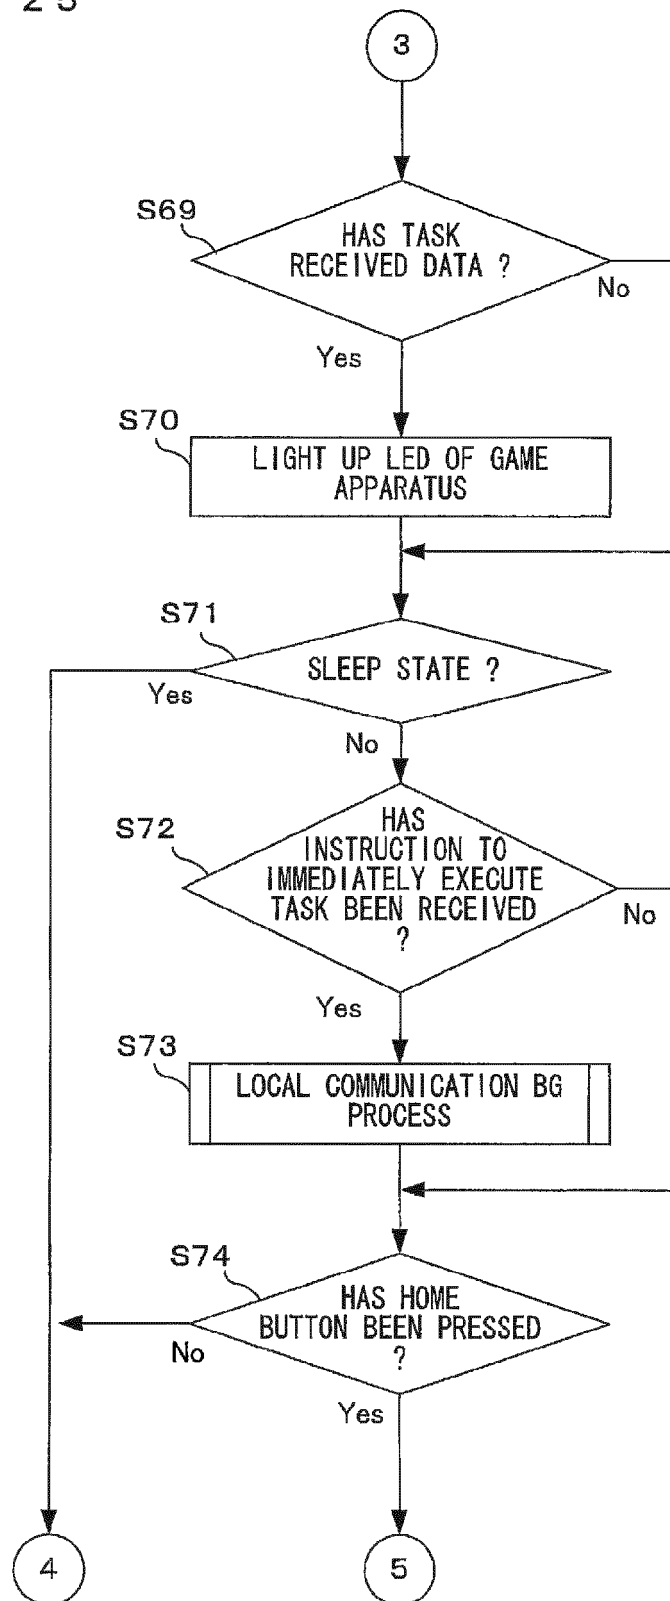 25
3
S69
HAS TASK
RECEIVED DATA ?
No
Yes
S70
LIGHT UP LED OF GAME
APPARATUS
S71
SLEEP STATE ?
Yes
No
S72
HAS
INSTRUCTION TO
IMMEDIATELY EXECUTE
TASK BEEN RECEIVED
?
No
Yes
S73
LOCAL COMMUNICATION BG
PROCESS
S74
HAS HOME
BUTTON BEEN PRESSED
?
No
Yes
4
5